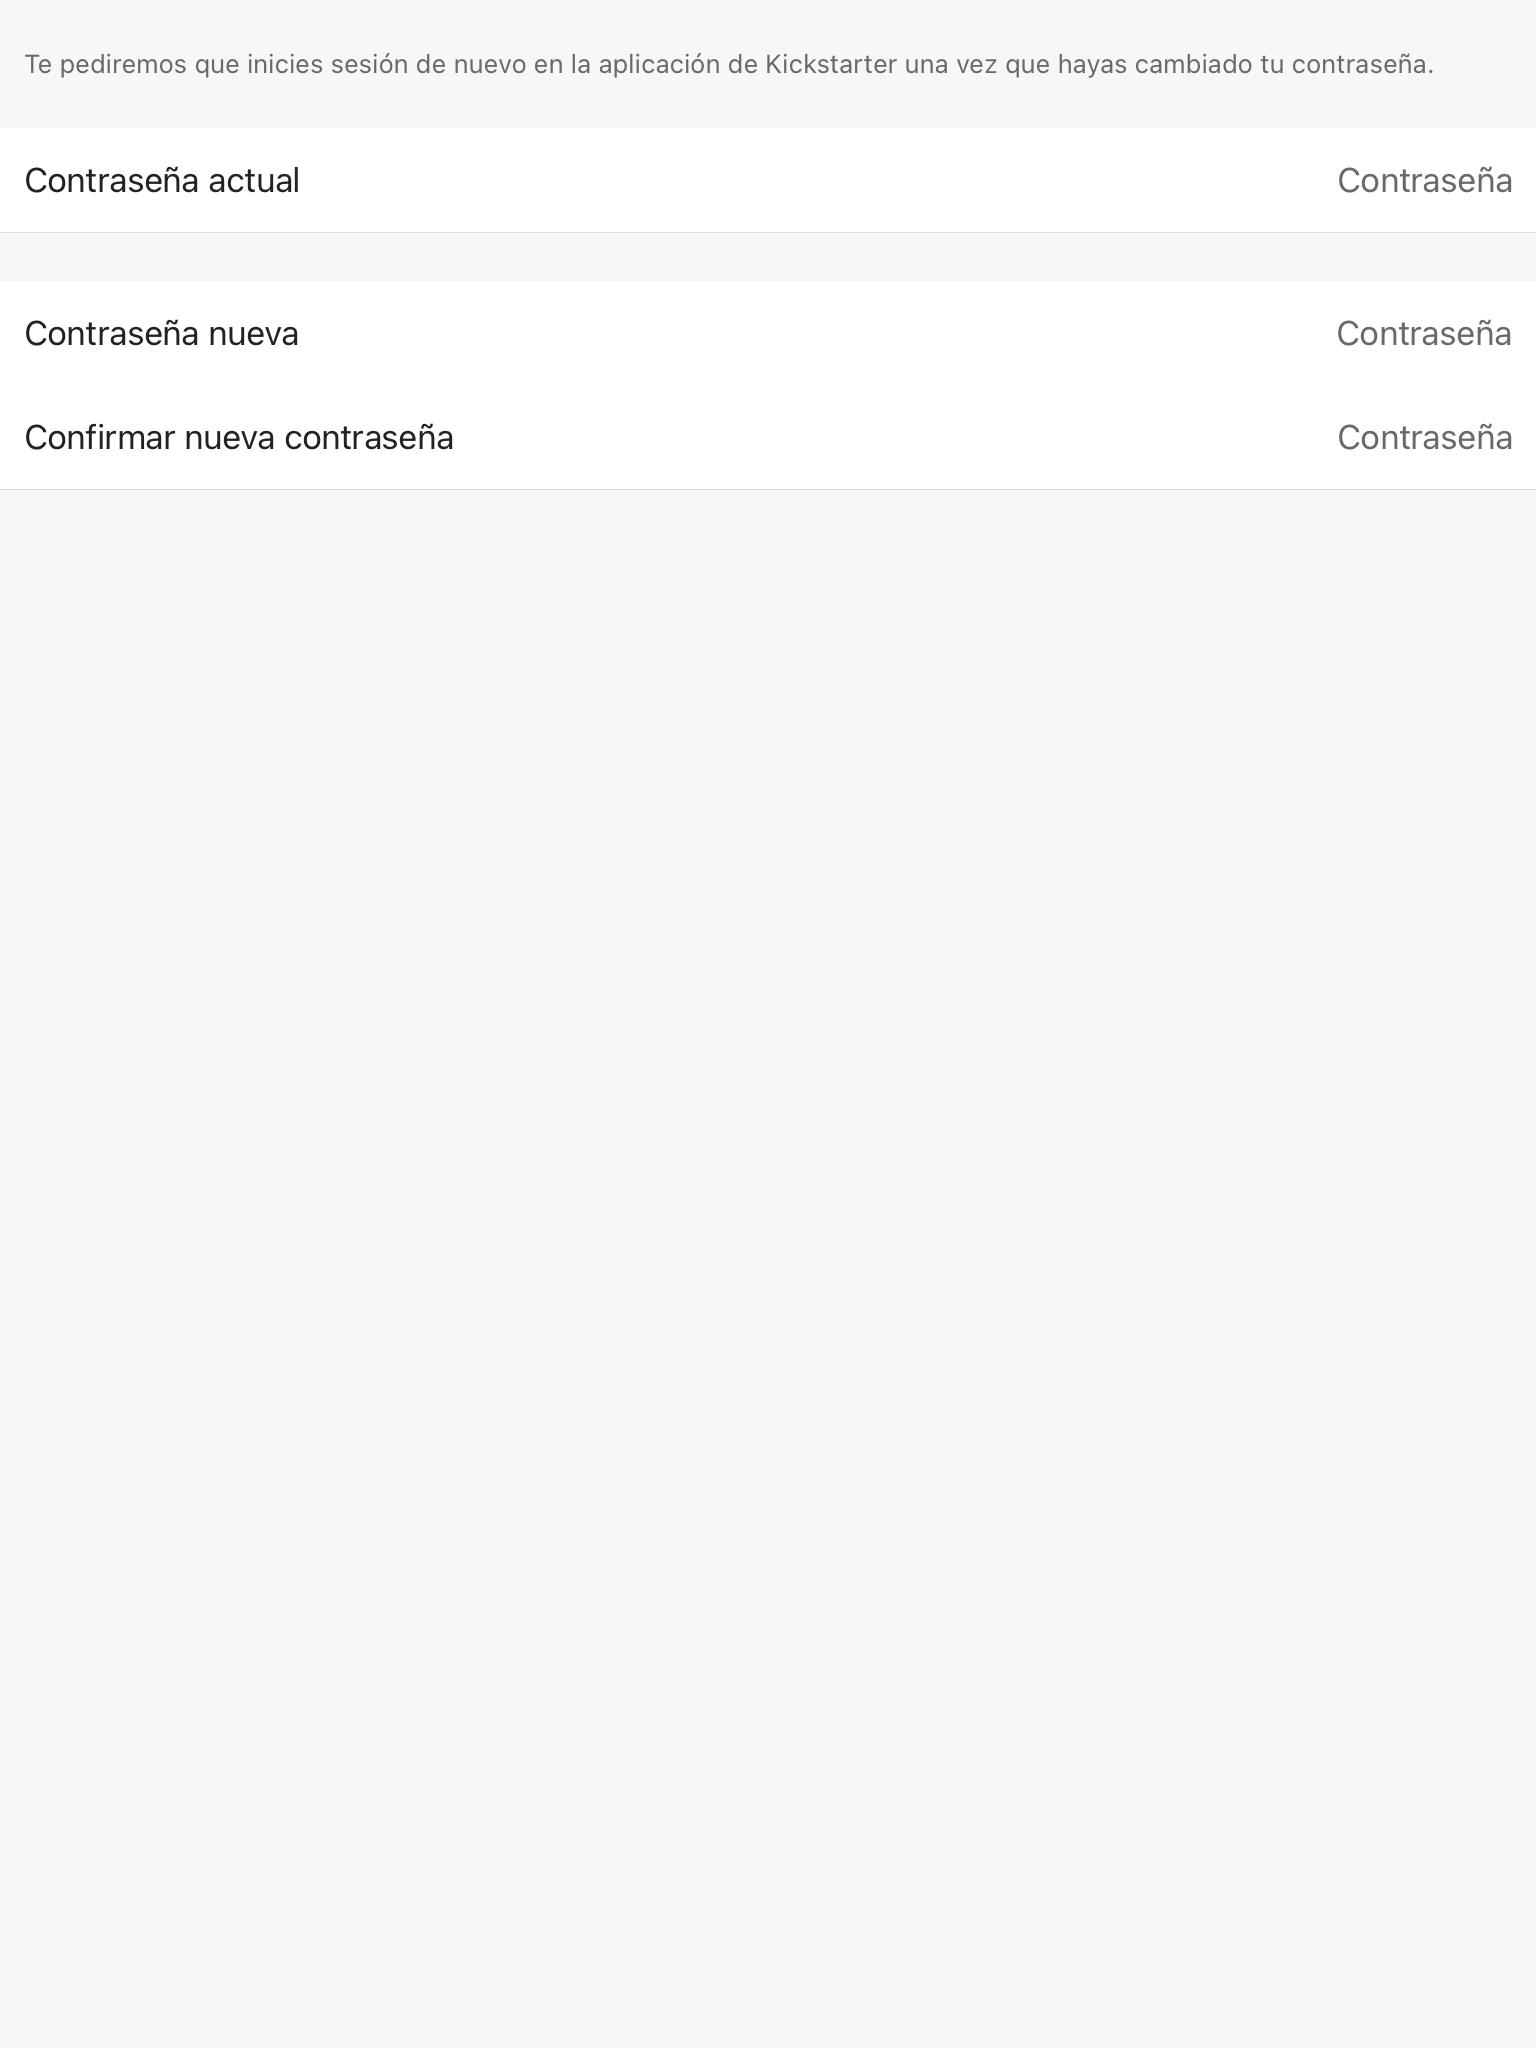 Te pediremos que inicies sesión de nuevo en la aplicación de Kickstarter una vez que hayas cambiado tu contraseña.
Contraseña actual Contraseña
Contraseña nueva Contraseña
Confirmar nueva contraseña Contraseña